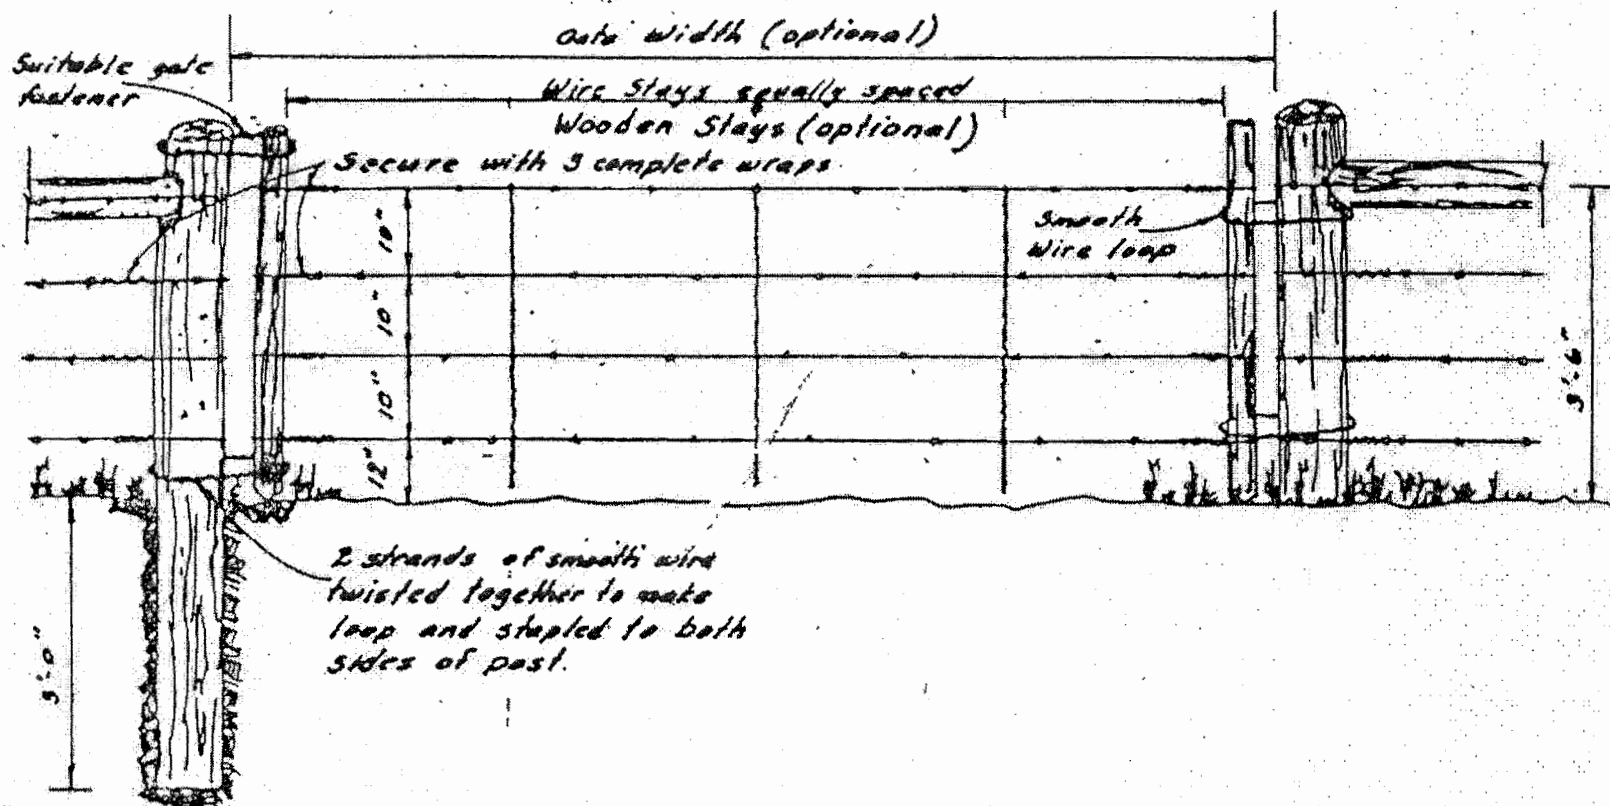 Gate Width (optional)
Suitable gate
fastener
Wire Stays equally spaced
Wooden Stays (optional)
Secure with 3 complete wraps
10"
10"
10"
12"
Smooth
Wire loop
3'-6"
2 strands of smooth wire
twisted together to make
loop and stapled to both
sides of post.
3'-0"